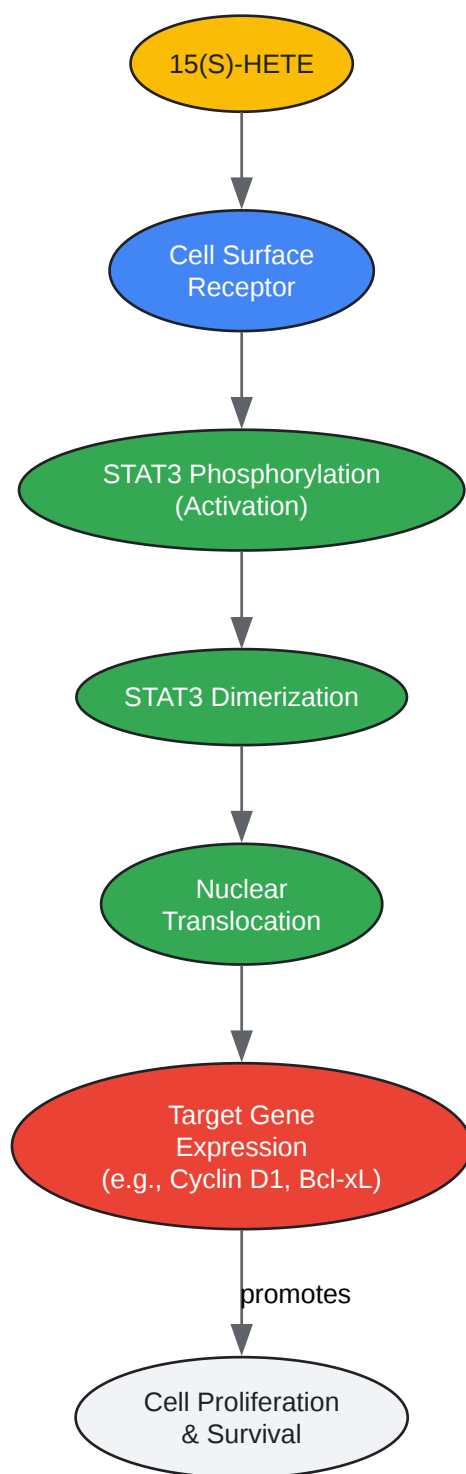 15(S)-HETE
Cell Surface
Receptor
STAT3 Phosphorylation
(Activation)
STAT3 Dimerization
Nuclear
Translocation
Target Gene
Expression
(e.g., Cyclin D1, Bcl-xL)
promotes
Cell Proliferation
& Survival